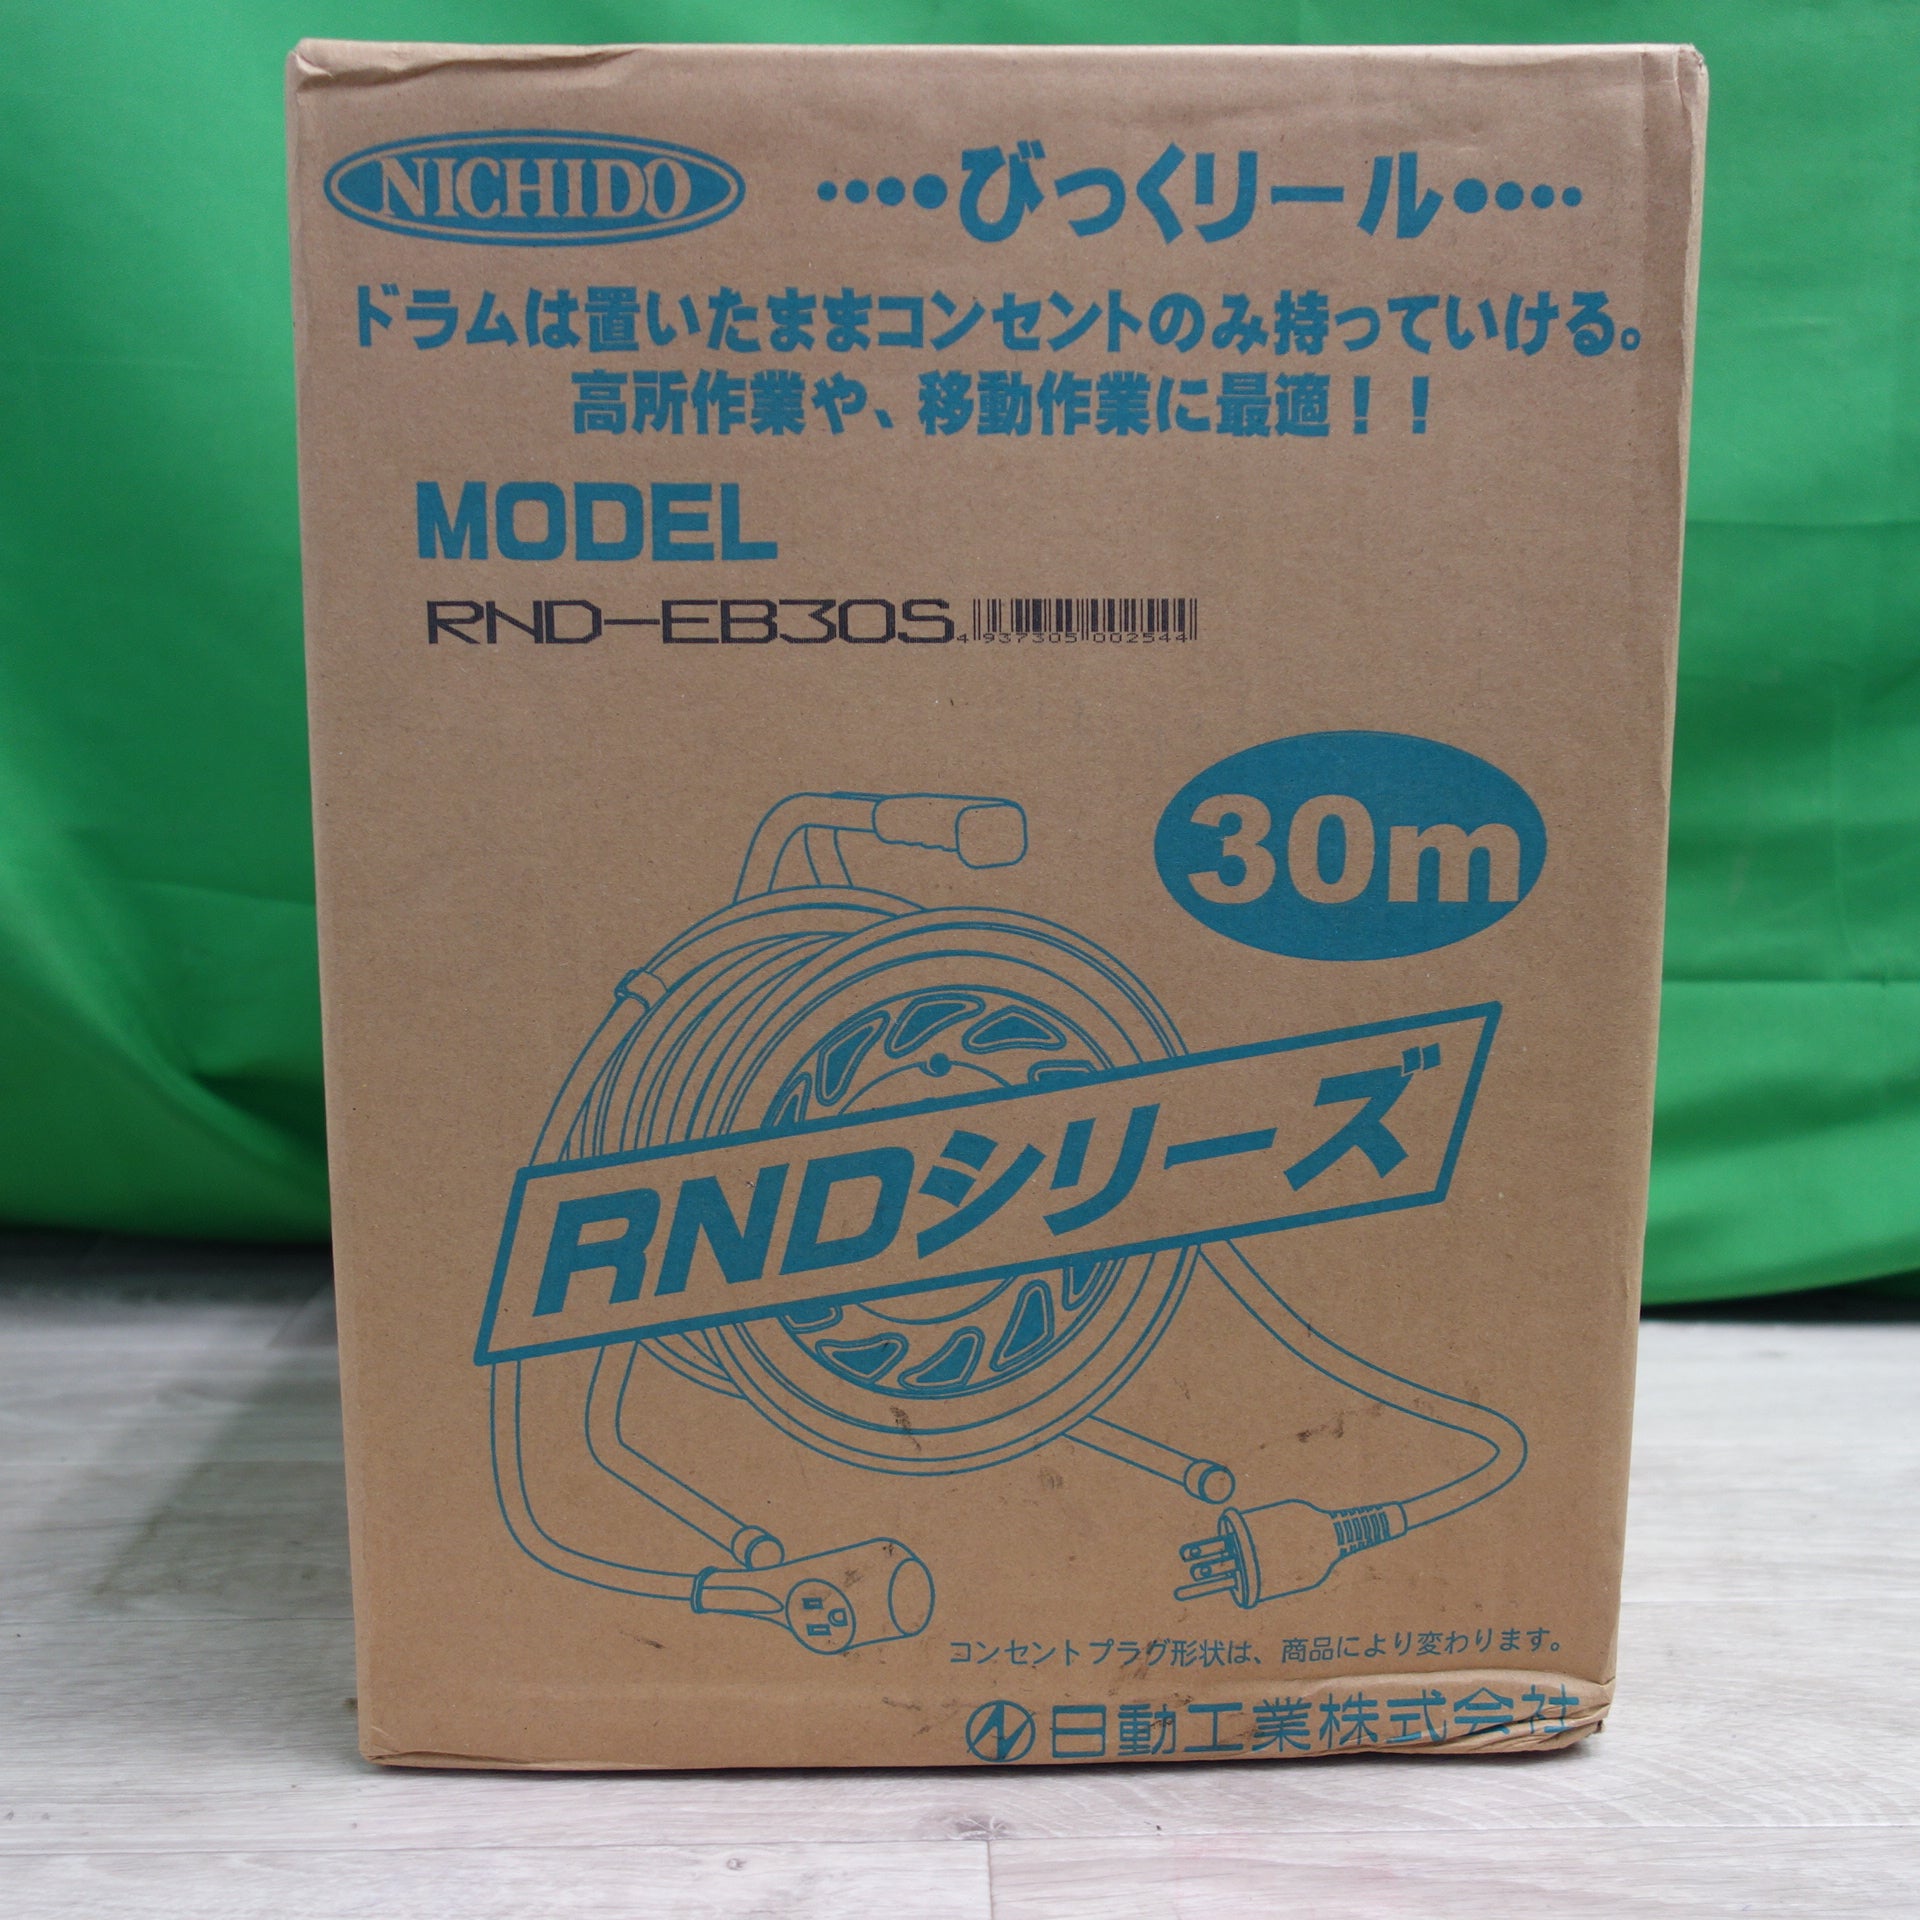 NICHIDO
····びっくリール····
ドラムは置いたままコンセントのみ持っていける。
高所作業や、移動作業に最適！！
MODEL
RND-EB30S
4937305002544
30m
RNDシリーズ
コンセントプラグ形状は、商品により変わります。
日動工業株式会社